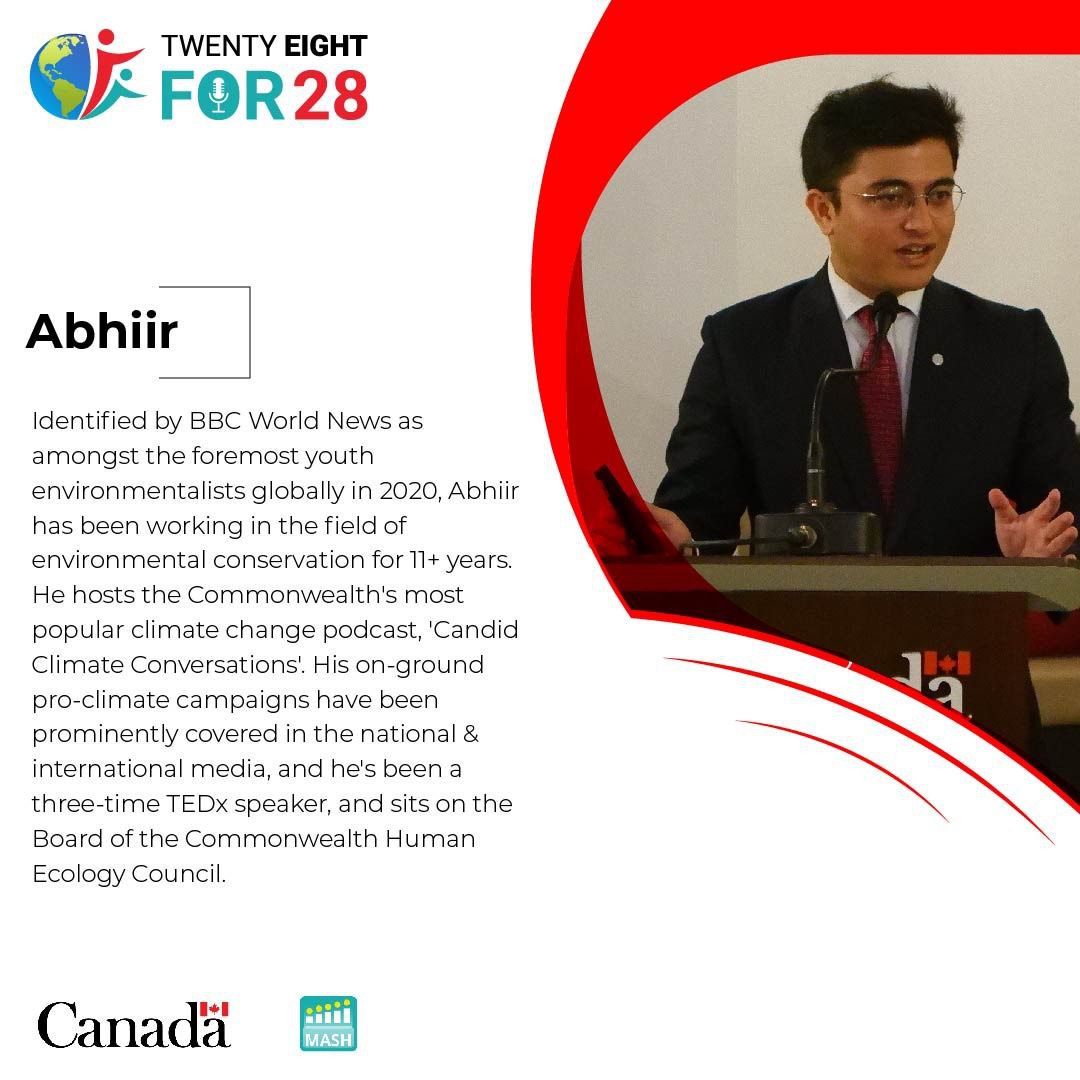 TWENTY EIGHT
FOR 28
Abhiir
Identified by BBC World News as
amongst the foremost youth
environmentalists globally in 2020, Abhiir
has been working in the field of
environmental conservation for 11+ years.
He hosts the Commonwealth's most
popular climate change podcast, 'Candid
Climate Conversations'. His on-ground
pro-climate campaigns have been
prominently covered in the national &
international media, and he's been a
three-time TEDx speaker, and sits on the
Board of the Commonwealth Human
Ecology Council.
Canada
MASH